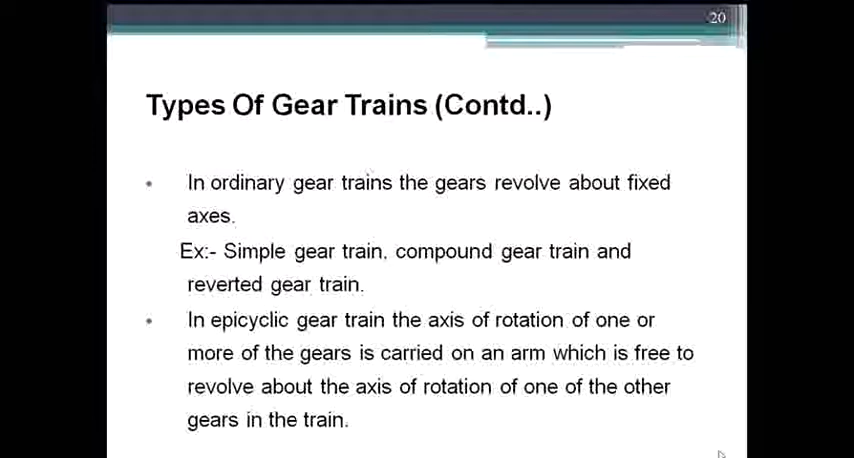 20
Types Of Gear Trains (Contd..)
• In ordinary gear trains the gears revolve about fixed
axes.
Ex:- Simple gear train, compound gear train and
reverted gear train.
• In epicyclic gear train the axis of rotation of one or
more of the gears is carried on an arm which is free to
revolve about the axis of rotation of one of the other
gears in the train.